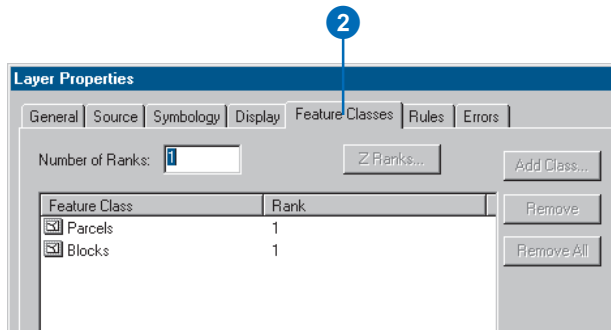 2
Layer Properties
General Source Symbology Display Feature Classes Rules Errors
Number of Ranks: 1 Z Ranks... Add Class...
Feature Class Rank Remove
Parcels 1
Blocks 1 Remove All